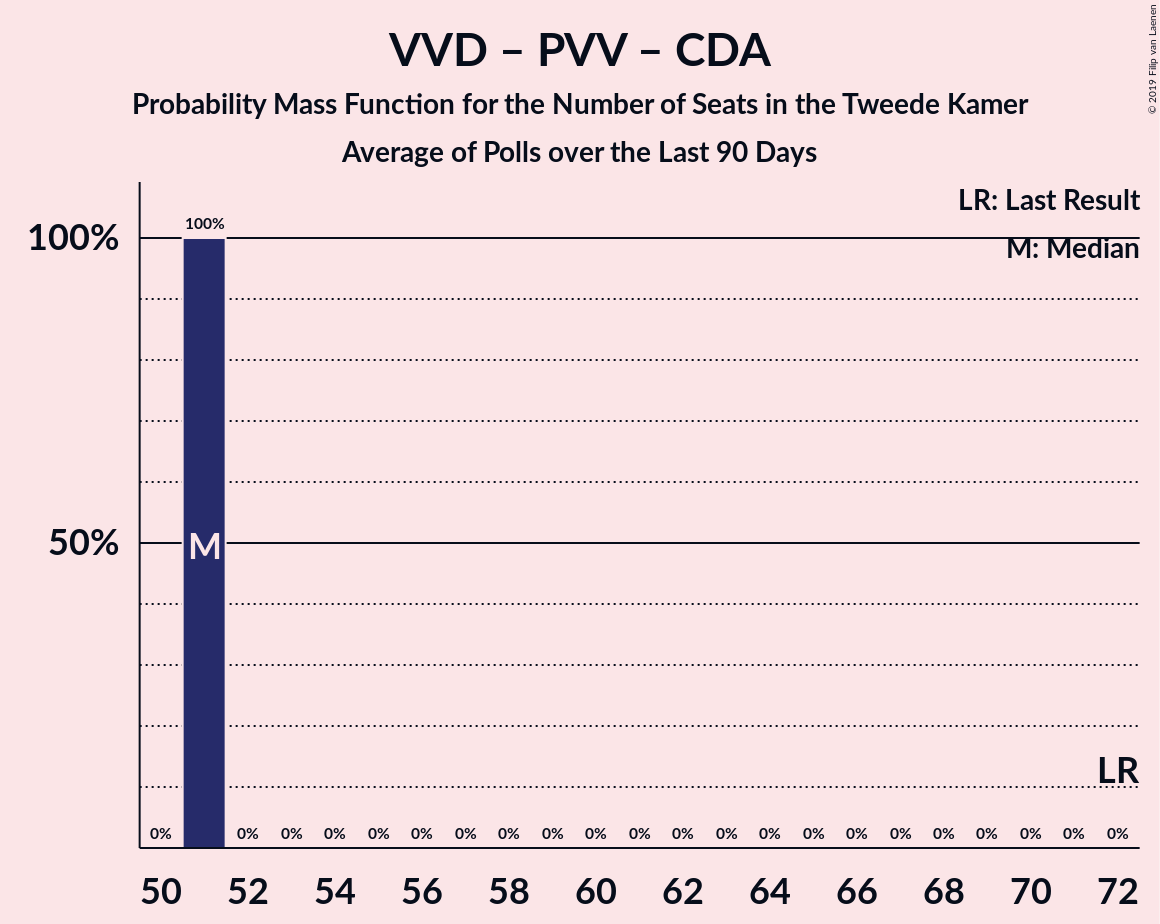 VVD – PVV – CDA
Probability Mass Function for the Number of Seats in the Tweede Kamer
Average of Polls over the Last 90 Days
© 2019 Filip van Laenen
LR: Last Result
M: Median
100%
100%
50%
M
LR
0% 0% 0% 0% 0% 0% 0% 0% 0% 0% 0% 0% 0% 0% 0% 0% 0% 0% 0% 0% 0% 0%
50 52 54 56 58 60 62 64 66 68 70 72